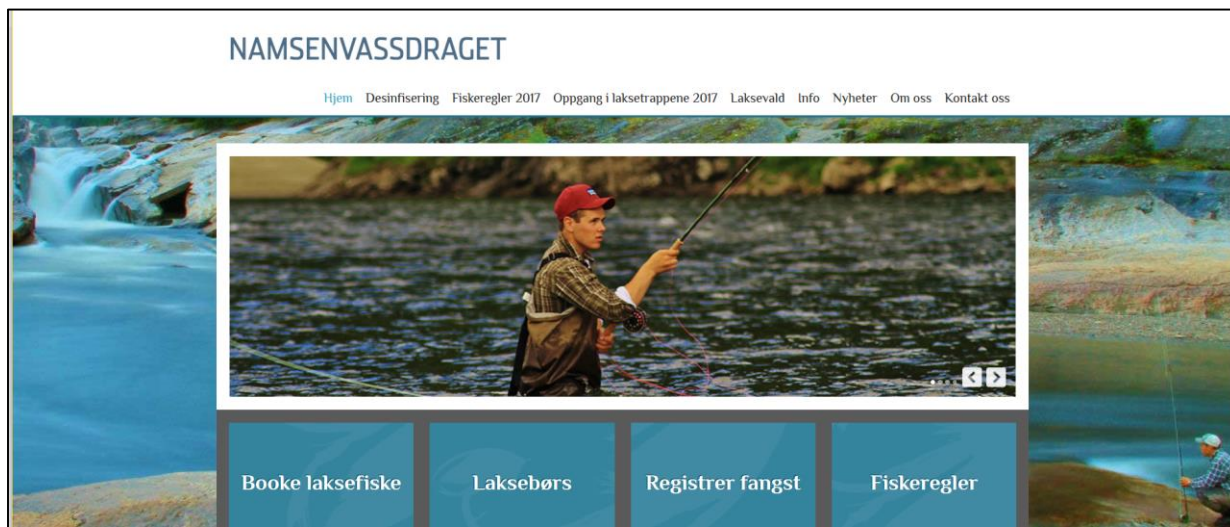 NAMSENVASSDRAGET
Hjem Desinfisering Fiskeregler 2017 Oppgang i laksetrappene 2017 Laksevald Info Nyheter Om oss Kontakt oss
Booke laksefiske Laksebørs Registrer fangst Fiskeregler